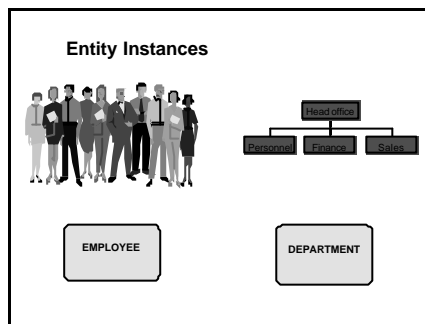 Entity Instances
Head office
Personnel Finance Sales
EMPLOYEE
DEPARTMENT